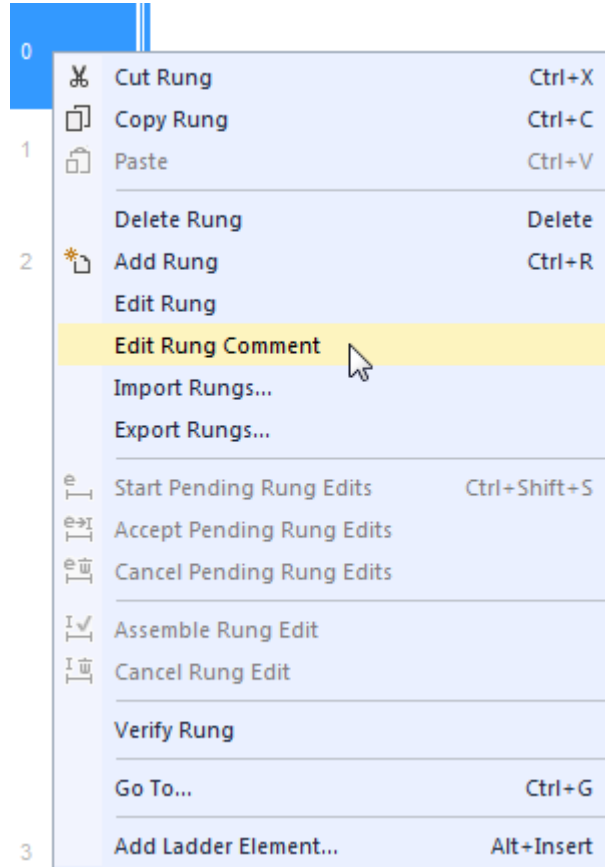 0
Cut Rung Ctrl+X
Copy Rung Ctrl+C
1
Paste Ctrl+V
Delete Rung Delete
2 Add Rung Ctrl+R
Edit Rung
Edit Rung Comment
Import Rungs...
Export Rungs...
e Start Pending Rung Edits Ctrl+Shift+S
e I Accept Pending Rung Edits
e Cancel Pending Rung Edits
I Assemble Rung Edit
I Cancel Rung Edit
Verify Rung
Go To... Ctrl+G
3 Add Ladder Element... Alt+Insert